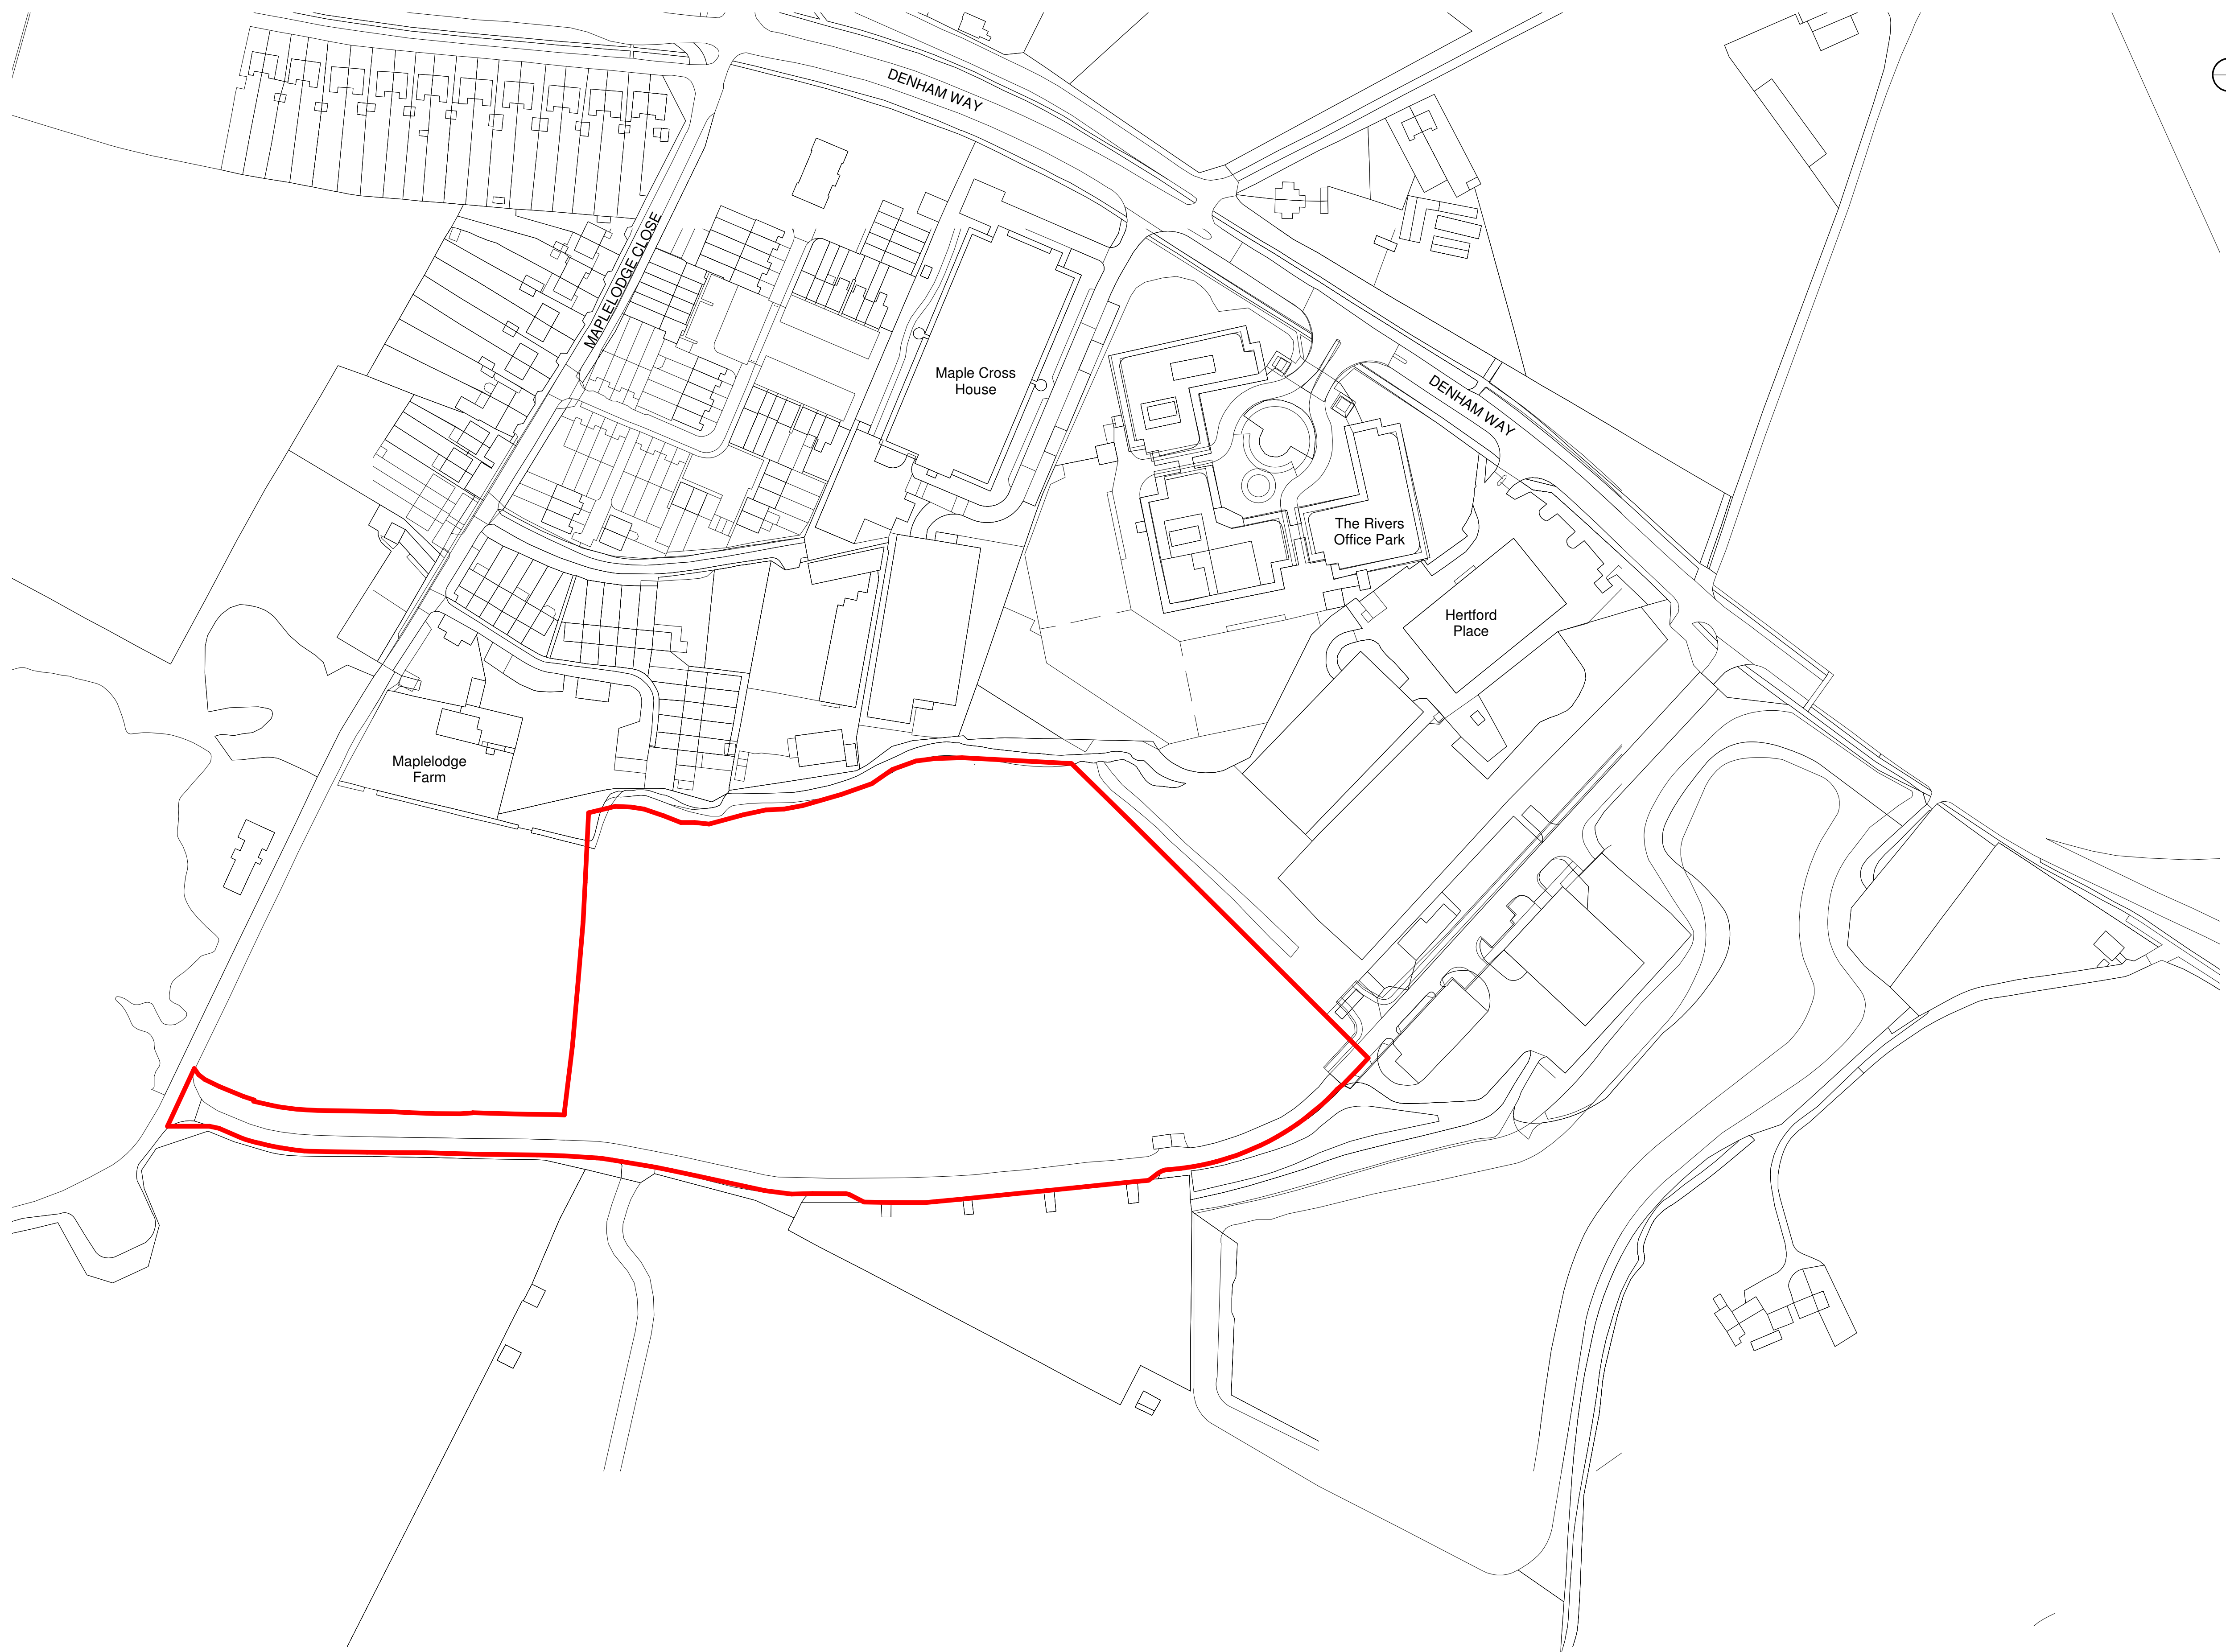 DENHAM WAY
MAPLELODGE CLOSE
Maple Cross
House
DENHAM WAY
The Rivers
Office Park
Hertford
Place
Maplelodge
Farm